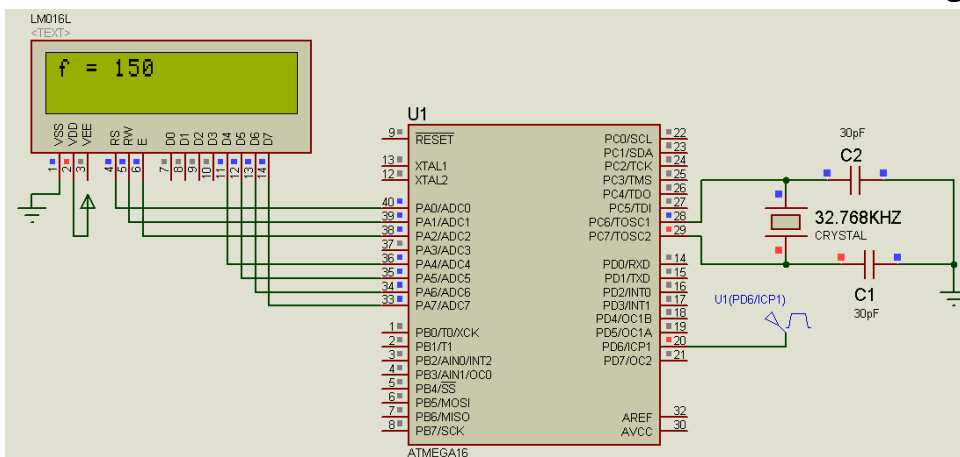 LM016L
<TEXT>
f = 150
VSS
VDD
VEE
RS
RW
E
D0
D1
D2
D3
D4
D5
D6
D7
1
2
3
4
5
6
7
8
9
10
11
12
13
14
U1
9 RESET PC0/SCL 22
PC1/SDA 23
13 XTAL1 PC2/TCK 24
12 XTAL2 PC3/TMS 25
PC4/TDO 26
40 PA0/ADC0 PC5/TDI 27
39 PA1/ADC1 PC6/TOSC1 28
38 PA2/ADC2 PC7/TOSC2 29
37 PA3/ADC3
36 PA4/ADC4 PD0/RXD 14
35 PA5/ADC5 PD1/TXD 15
34 PA6/ADC6 PD2/INT0 16
33 PA7/ADC7 PD3/INT1 17
PD4/OC1B 18
1 PB0/T0/XCK PD5/OC1A 19
2 PB1/T1 PD6/ICP1 20
3 PB2/AIN0/INT2 PD7/OC2 21
4 PB3/AIN1/OC0
5 PB4/SS
6 PB5/MOSI
7 PB6/MISO AREF 32
8 PB7/SCK AVCC 30
ATMEGA16
30pF
C2
32.768KHZ
CRYSTAL
C1
30pF
U1(PD6/ICP1)